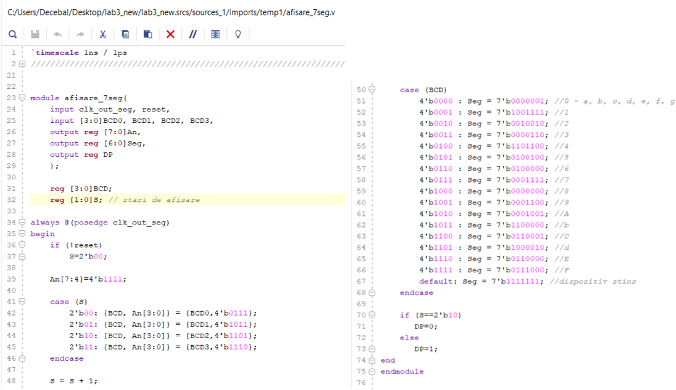 C:/Users/Decebal/Desktop/lab3_new/lab3_new.srcs/sources_1/imports/temp1/afisare_7seg.v
1 `timescale 1ns / 1ps
2 ////////////////////////////////////////////////////////////////
21
22
23 module afisare_7seg(
24 input clk_out_seg, reset,
25 input [3:0]BCD0, BCD1, BCD2, BCD3,
26 output reg [7:0]An,
27 output reg [6:0]Seg,
28 output reg DP
29 );
30
31 reg [3:0]BCD;
32 reg [1:0]S; // stari de afisare
33
34 always @(posedge clk_out_seg)
35 begin
36 if (!reset)
37 S=2'b00;
38
39 An[7:4]=4'b1111;
40
41 case (S)
42 2'b00: {BCD, An[3:0]} = {BCD0,4'b0111};
43 2'b01: {BCD, An[3:0]} = {BCD1,4'b1011};
44 2'b10: {BCD, An[3:0]} = {BCD2,4'b1101};
45 2'b11: {BCD, An[3:0]} = {BCD3,4'b1110};
46 endcase
47
48 S = S + 1;
50 case (BCD)
51 4'b0000 : Seg = 7'b0000001; //0 - a, b, c, d, e, f, g
52 4'b0001 : Seg = 7'b1001111; //1
53 4'b0010 : Seg = 7'b0010010; //2
54 4'b0011 : Seg = 7'b0000110; //3
55 4'b0100 : Seg = 7'b1101100; //4
56 4'b0101 : Seg = 7'b0100100; //5
57 4'b0110 : Seg = 7'b0100000; //6
58 4'b0111 : Seg = 7'b0001111; //7
59 4'b1000 : Seg = 7'b0000000; //8
60 4'b1001 : Seg = 7'b0001100; //9
61 4'b1010 : Seg = 7'b0001001; //A
62 4'b1011 : Seg = 7'b1100000; //b
63 4'b1100 : Seg = 7'b0110001; //C
64 4'b1101 : Seg = 7'b1000010; //d
65 4'b1110 : Seg = 7'b0110000; //E
66 4'b1111 : Seg = 7'b0111000; //F
67 default: Seg = 7'b1111111; //dispozitiv stins
68 endcase
69
70 if (S==2'b10)
71 DP=0;
72 else
73 DP=1;
74 end
75 endmodule
76